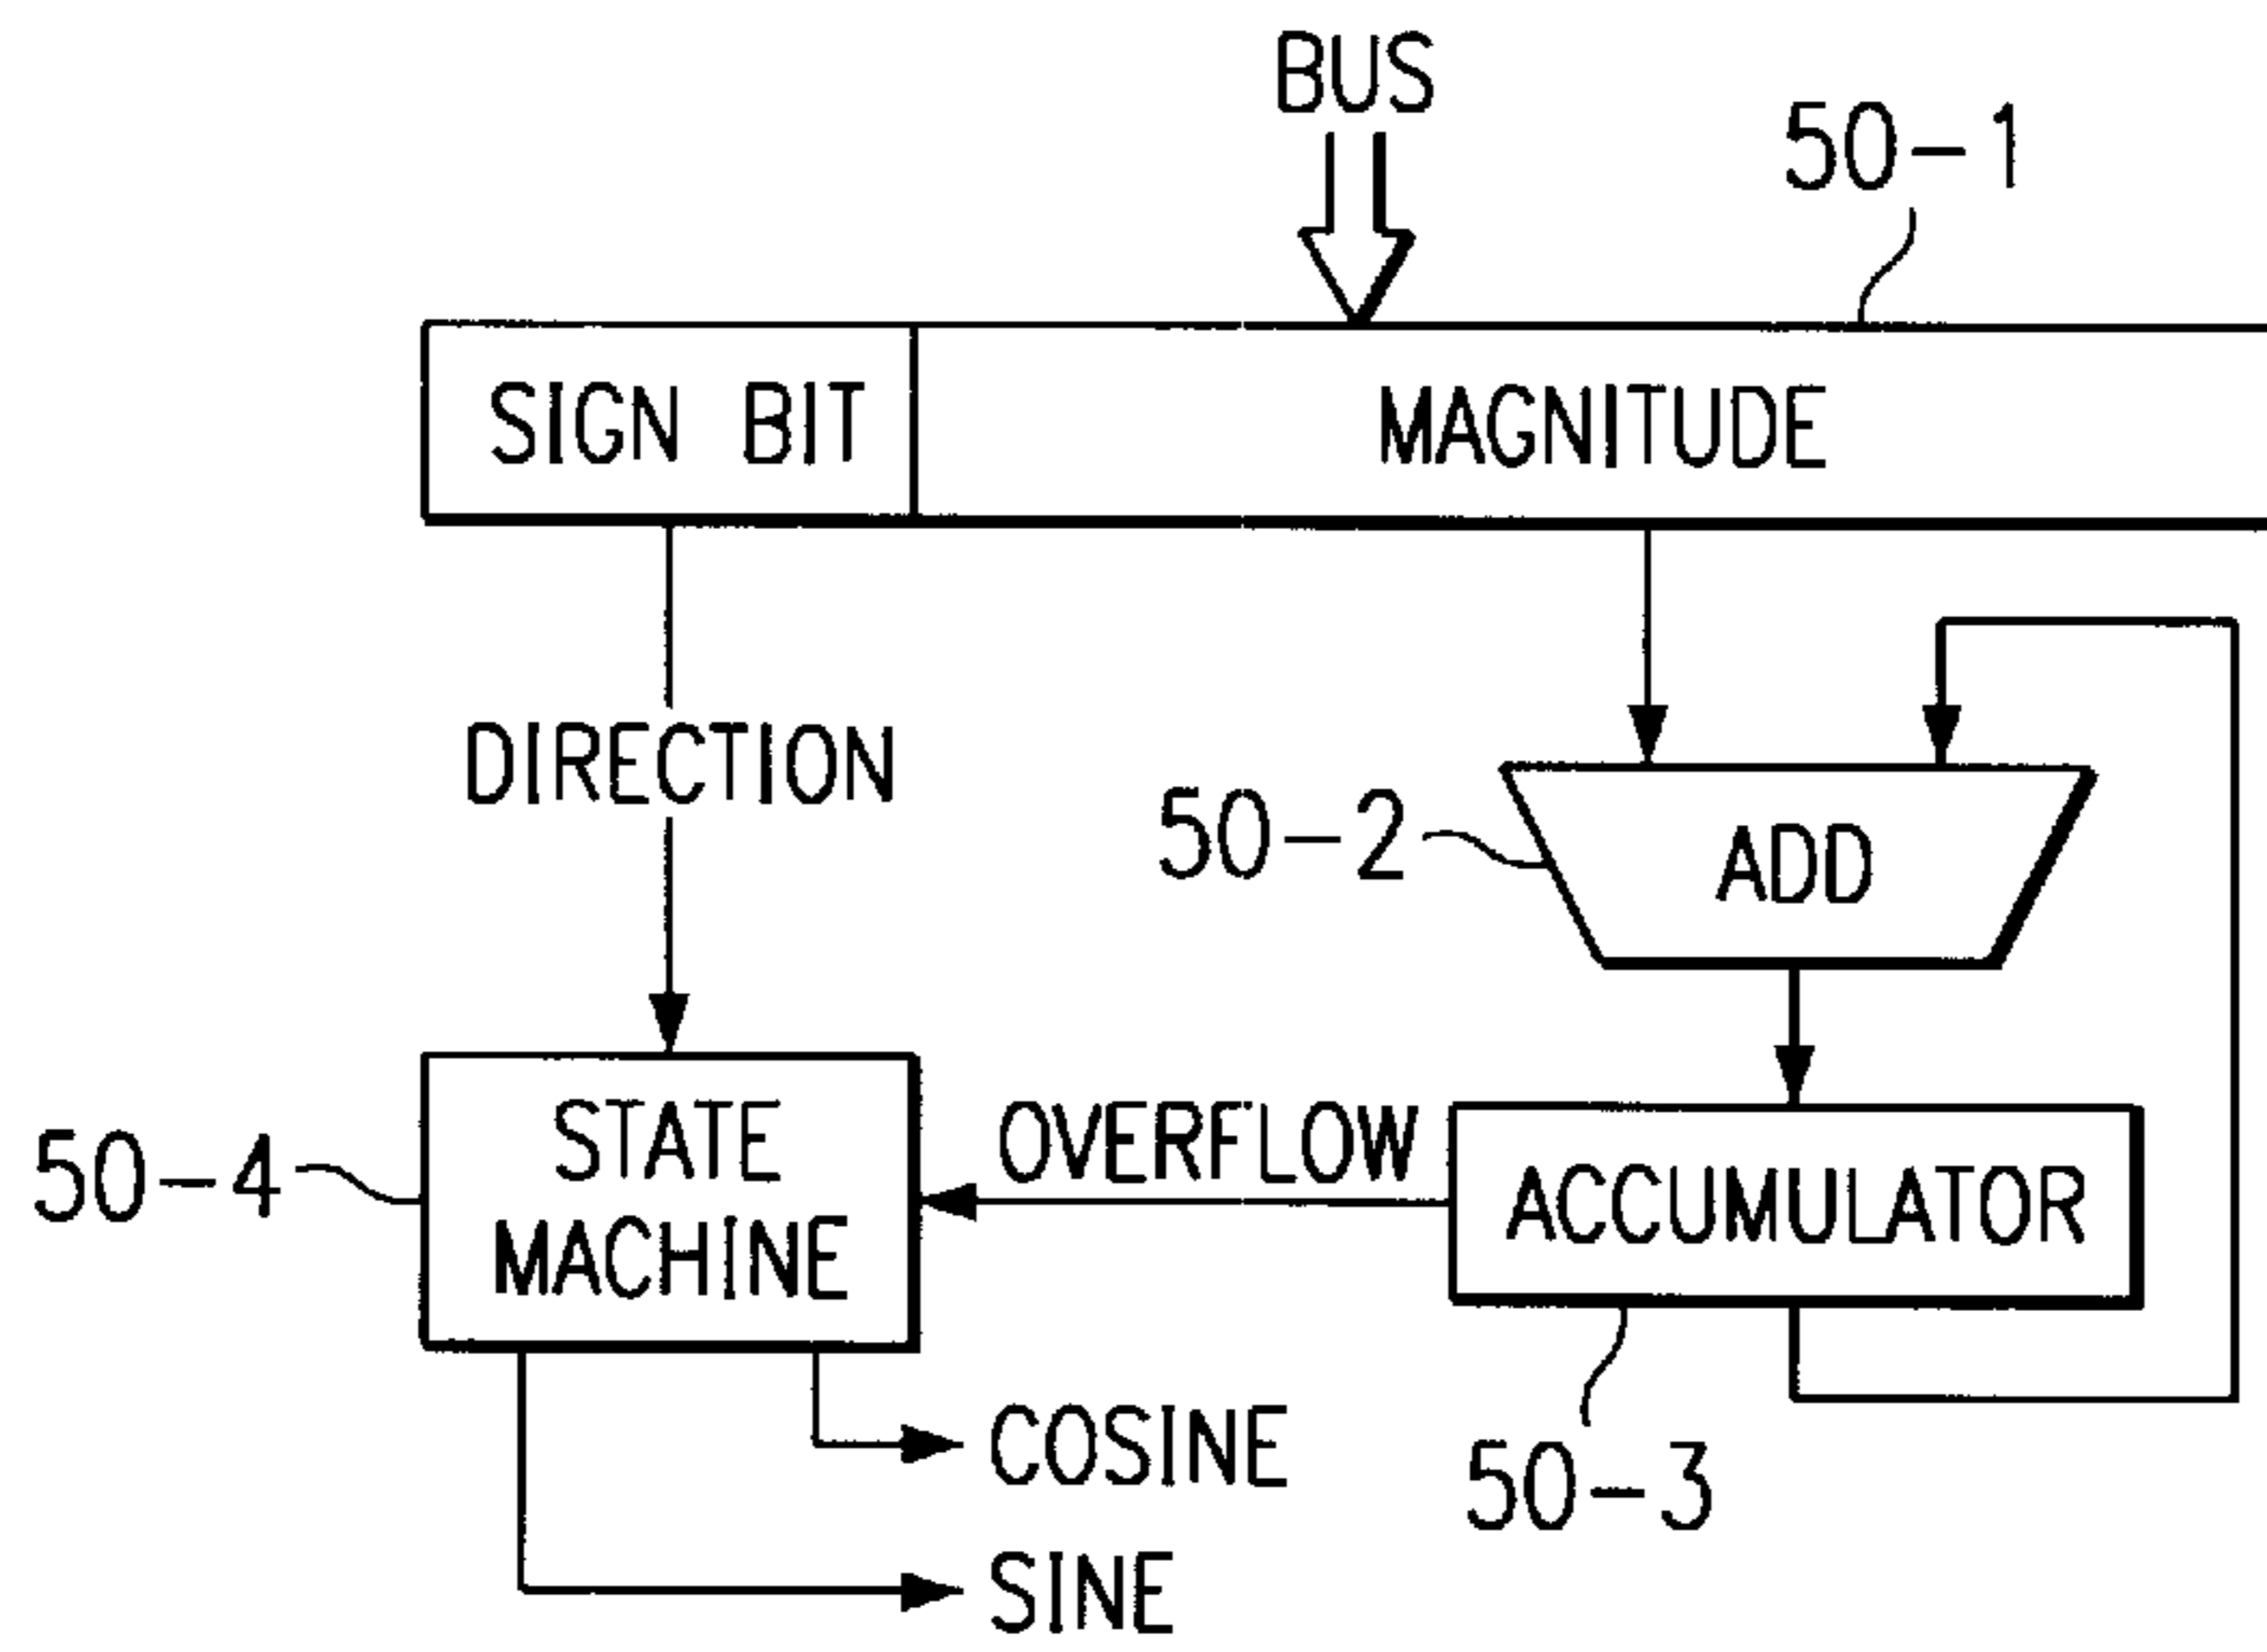 BUS
50-1
SIGN BIT
MAGNITUDE
DIRECTION
50-2
ADD
50-4
STATE
MACHINE
OVERFLOW
ACCUMULATOR
COSINE
50-3
SINE